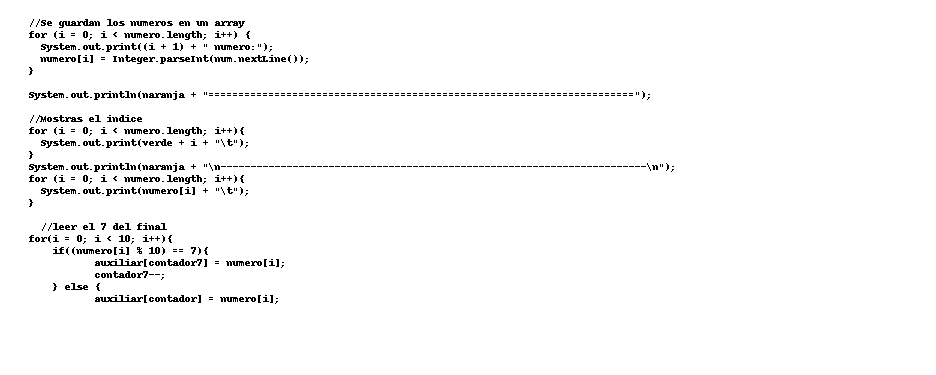 //Se guardan los numeros en un array
for (i = 0; i < numero.length; i++) {
  System.out.print((i + 1) + " numero:");
  numero[i] = Integer.parseInt(num.nextLine());
}

System.out.println(naranja + "=======================================================================");

//Mostras el indice
for (i = 0; i < numero.length; i++){
  System.out.print(verde + i + "\t");
}
System.out.println(naranja + "\n-----------------------------------------------------------------------\n");
for (i = 0; i < numero.length; i++){
  System.out.print(numero[i] + "\t");
}

  //leer el 7 del final
for(i = 0; i < 10; i++){
    if((numero[i] % 10) == 7){
           auxiliar[contador7] = numero[i];
           contador7--;
    } else {
           auxiliar[contador] = numero[i];